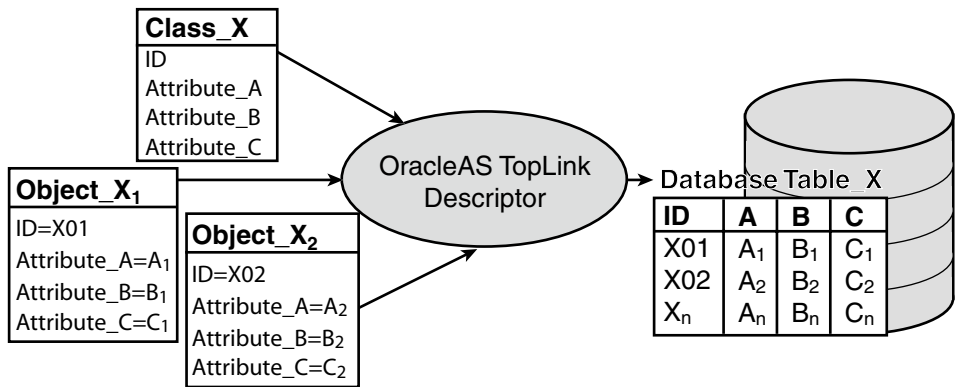 Class_X
ID
Attribute_A
Attribute_B
Attribute_C
Object_X₁
ID=X01
Attribute_A=A₁
Attribute_B=B₁
Attribute_C=C₁
Object_X₂
ID=X02
Attribute_A=A₂
Attribute_B=B₂
Attribute_C=C₂
OracleAS TopLink
Descriptor
Database Table_X
ID A B C
X01 A₁ B₁ C₁
X02 A₂ B₂ C₂
Xₙ Aₙ Bₙ Cₙ